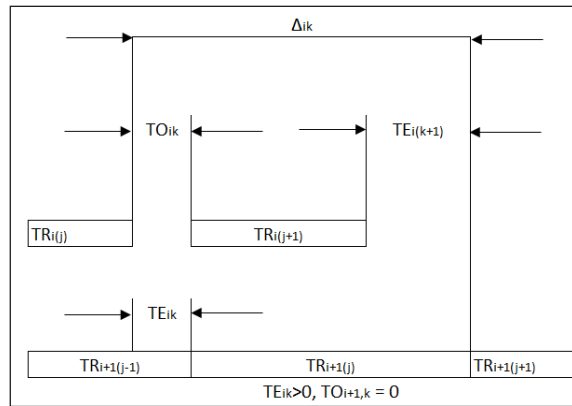 Δik
TOik
TEi(k+1)
TRi(j)
TRi(j+1)
TEik
TRi+1(j-1)
TRi+1(j)
TRi+1(j+1)
TEik>0, TOi+1,k = 0